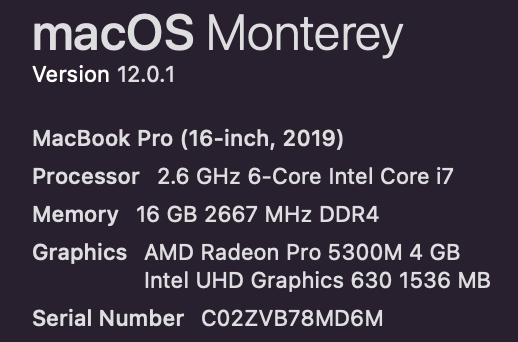 macOS Monterey
Version 12.0.1
MacBook Pro (16-inch, 2019)
Processor 2.6 GHz 6-Core Intel Core i7
Memory 16 GB 2667 MHz DDR4
Graphics AMD Radeon Pro 5300M 4 GB
Intel UHD Graphics 630 1536 MB
Serial Number C02ZVB78MD6M